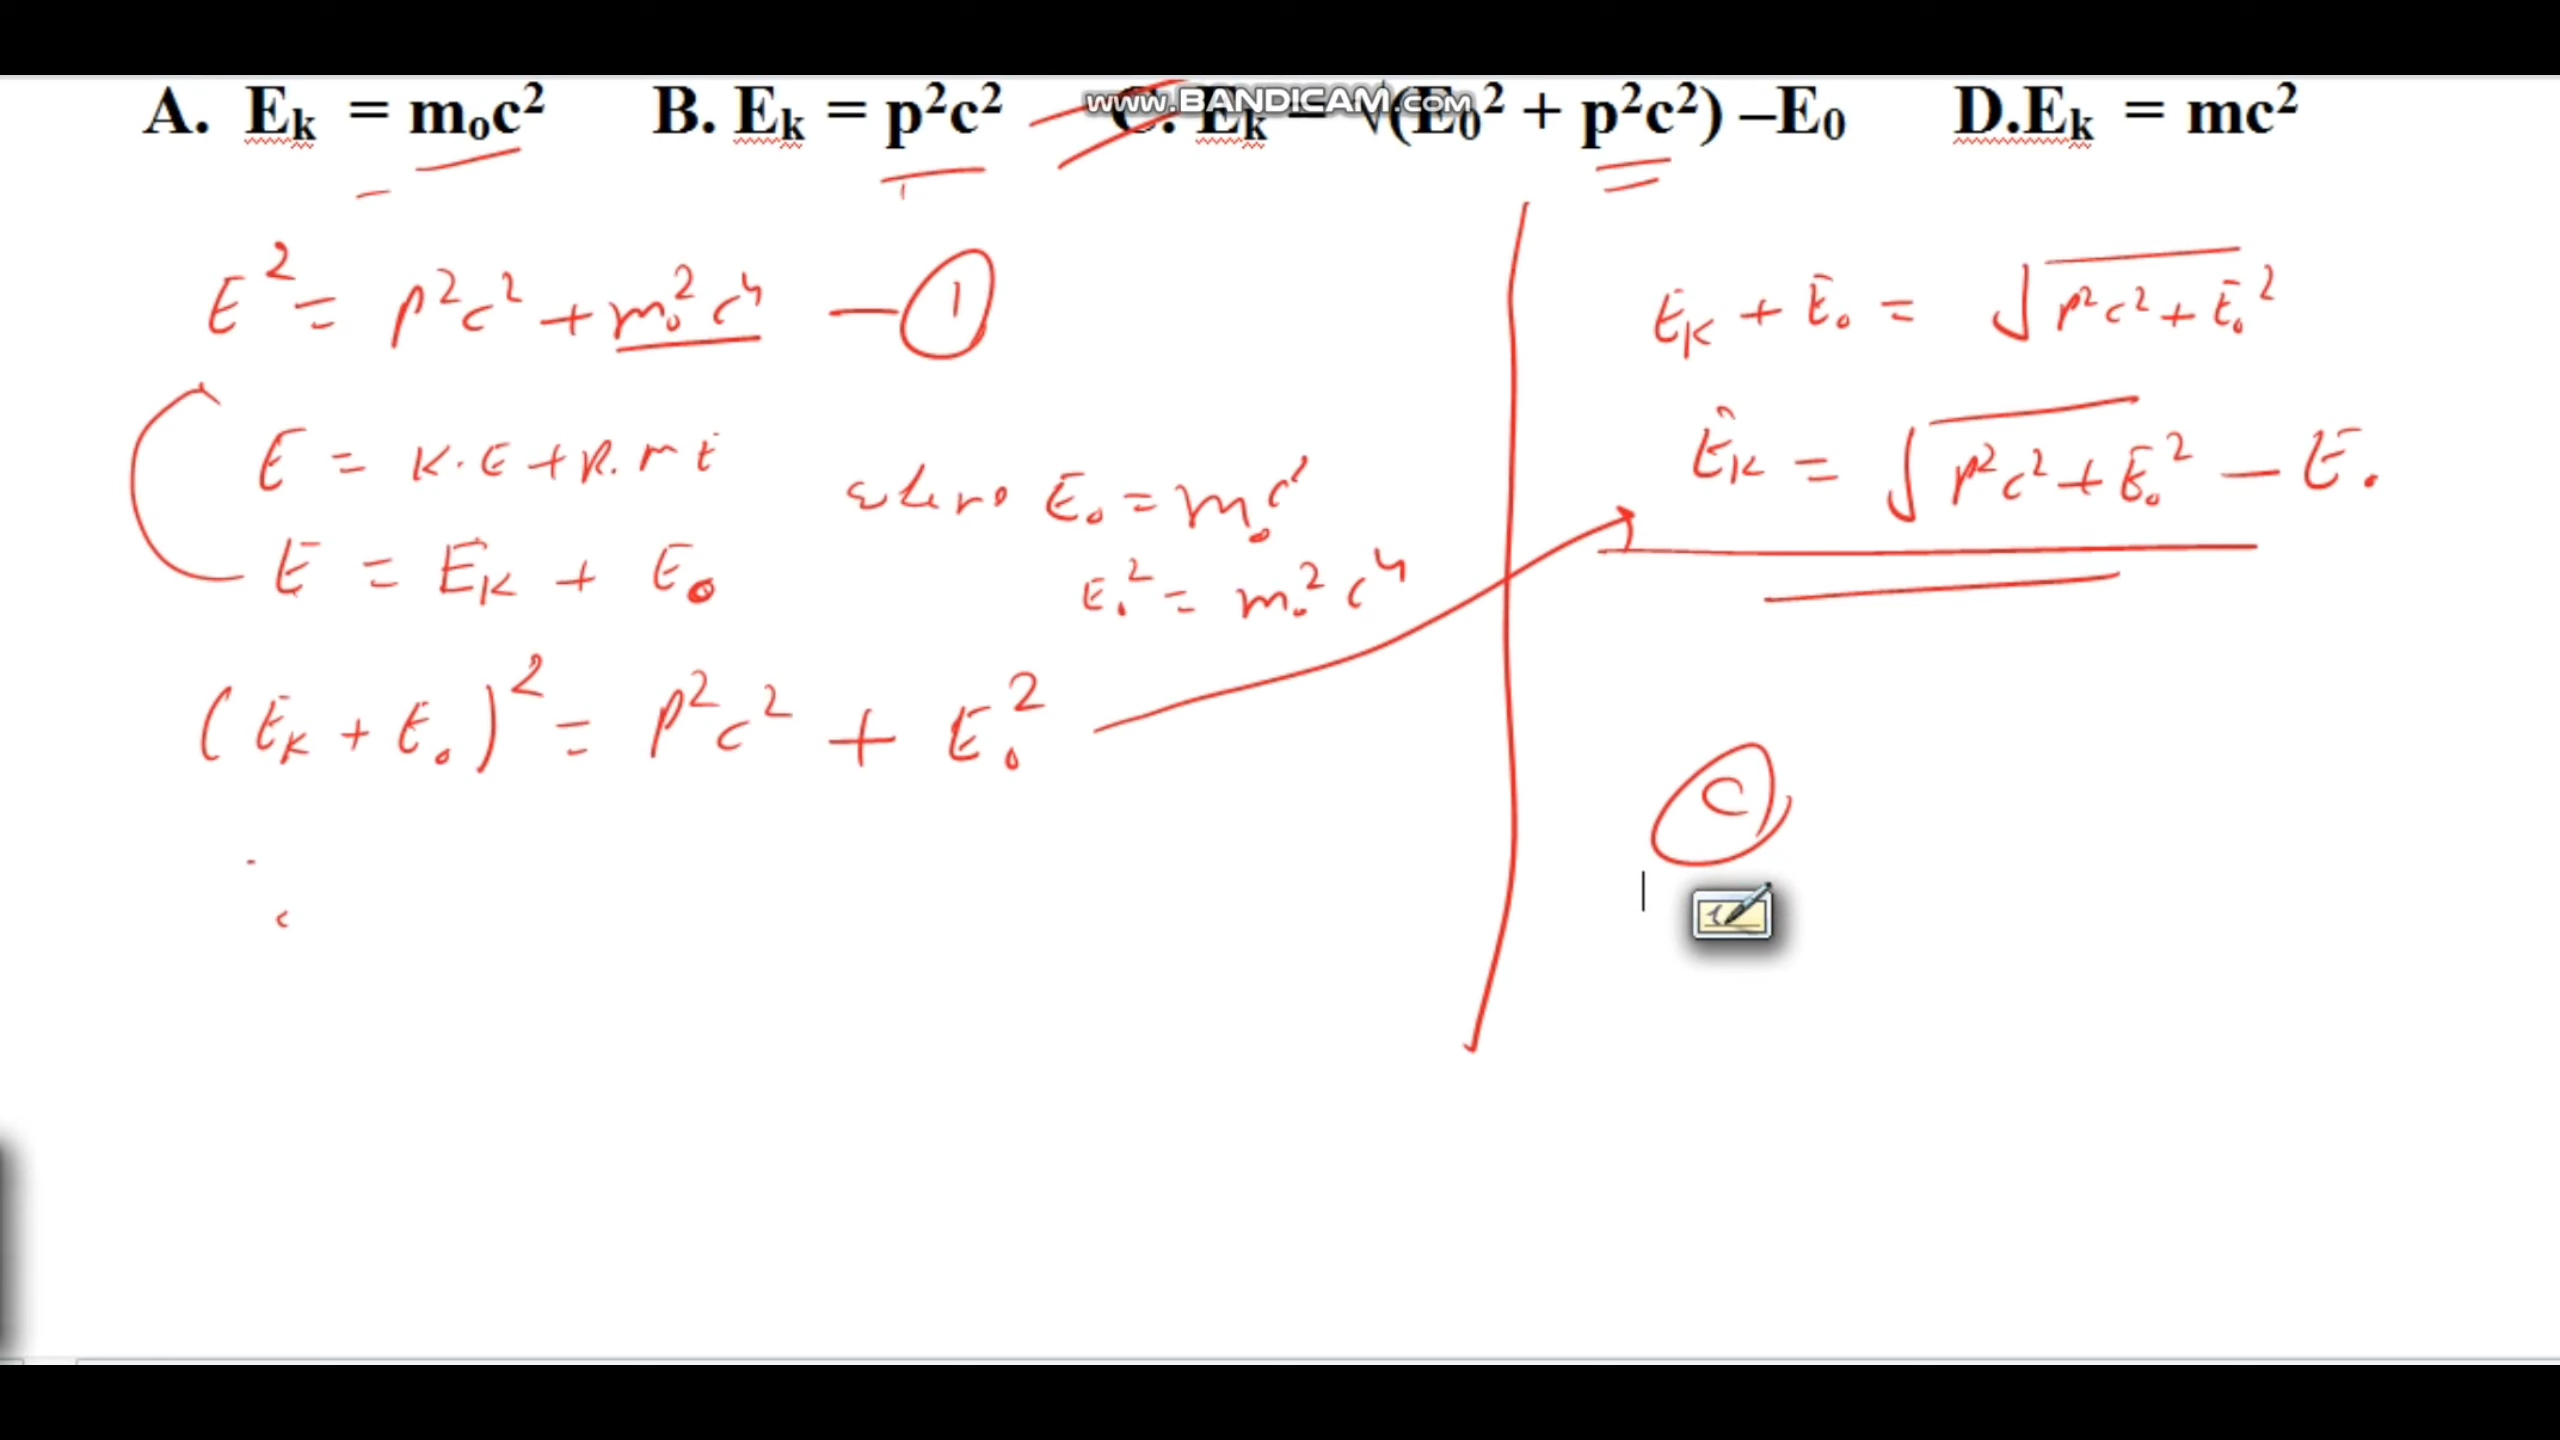 A. Eₖ = m₀c² B. Eₖ = p²c² C. Eₖ = √(E₀² + p²c²) –E₀ D.Eₖ = mc²
www.BANDICAM.com
E² = p²c² + m₀²c⁴ — ①
E = K.E + R.m E
where E₀ = m₀c²
E = Eₖ + E₀
E₀² = m₀²c⁴
(Eₖ + E₀)² = p²c² + E₀²
Eₖ + E₀ = √p²c² + E₀²
Eₖ = √p²c² + E₀² – E₀
C